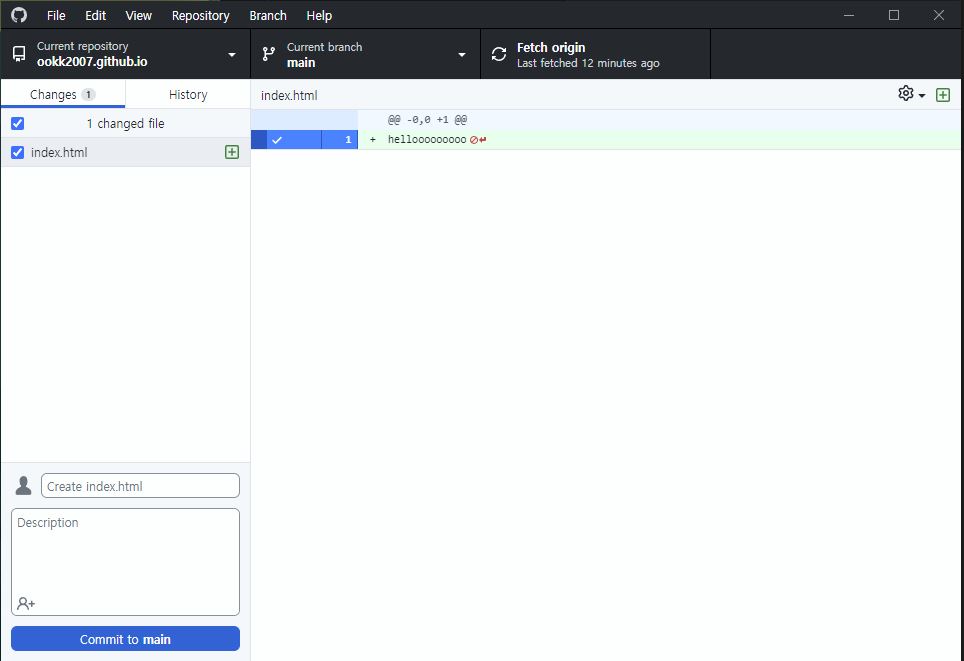 File Edit View Repository Branch Help
Current repository
ookk2007.github.io
Current branch
main
Fetch origin
Last fetched 12 minutes ago
Changes 1
History
index.html
1 changed file
index.html
@@ -0,0 +1 @@
1 + hellooooooooo
Create index.html
Description
Commit to main